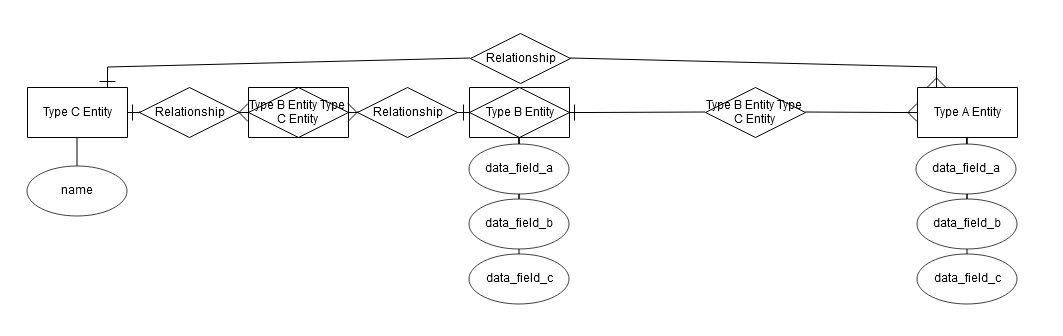 Relationship
Type C Entity
Relationship
Type B Entity Type
C Entity
Relationship
Type B Entity
Type B Entity Type
C Entity
Type A Entity
name
data_field_a
data_field_a
data_field_b
data_field_b
data_field_c
data_field_c